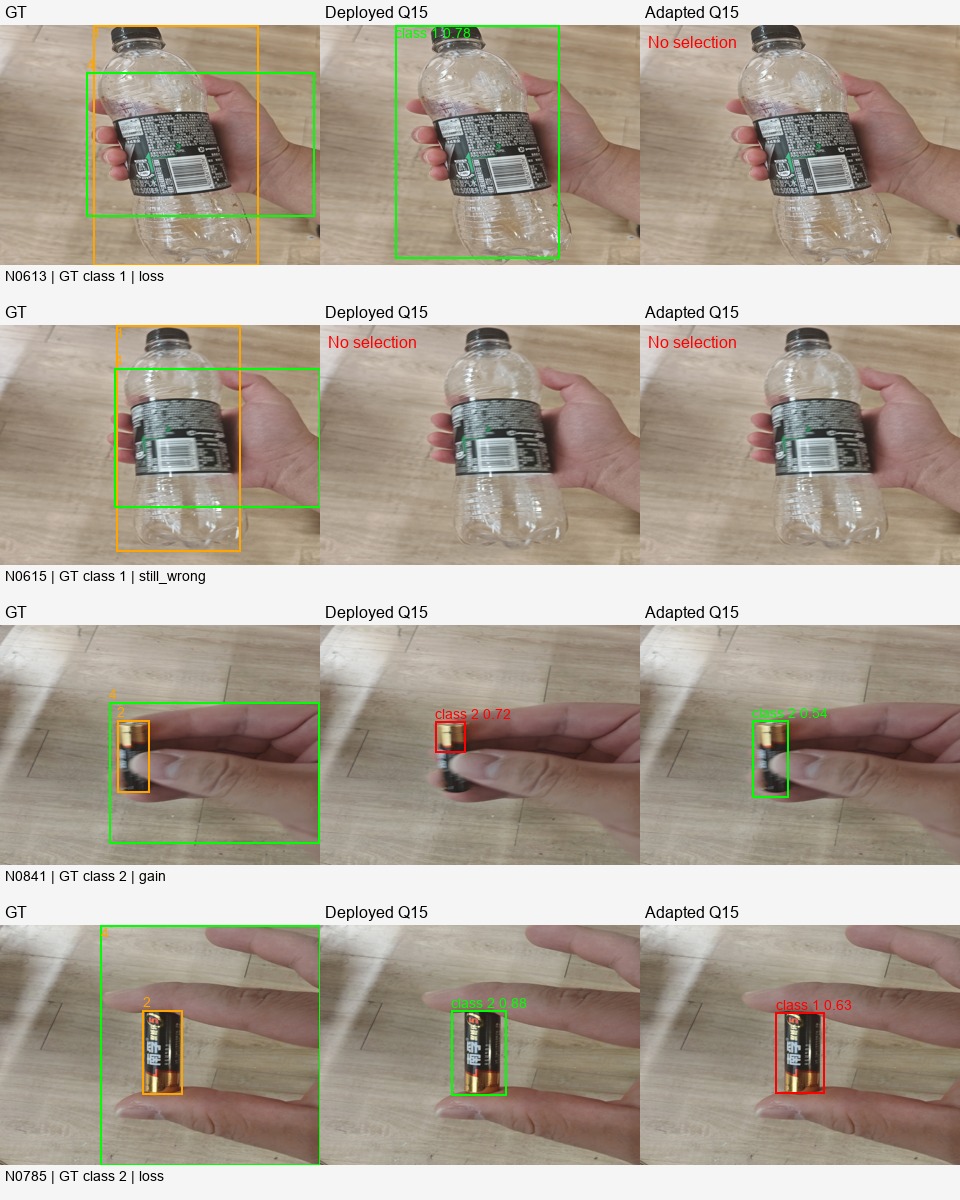 GT
Deployed Q15
Adapted Q15
class 1 0.78
No selection
N0613 | GT class 1 | loss
GT
Deployed Q15
Adapted Q15
No selection
No selection
N0615 | GT class 1 | still_wrong
GT
Deployed Q15
Adapted Q15
4
2
class 2 0.72
class 2 0.54
N0841 | GT class 2 | gain
GT
Deployed Q15
Adapted Q15
2
class 2 0.88
class 1 0.63
N0785 | GT class 2 | loss